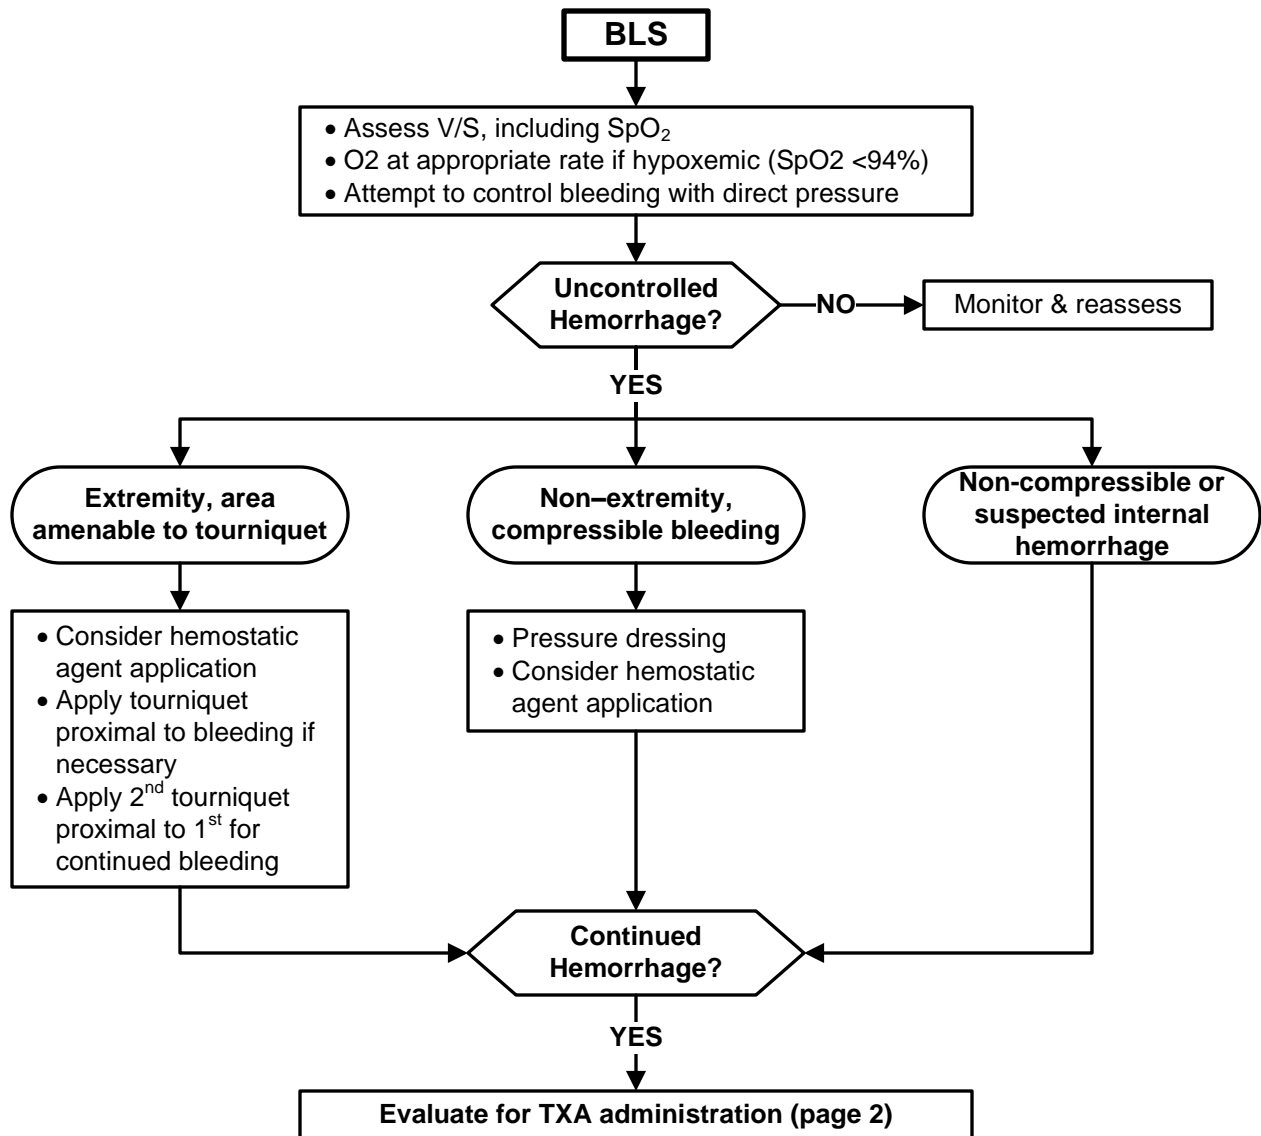 BLS
• Assess V/S, including SpO₂
• O2 at appropriate rate if hypoxemic (SpO2 <94%)
• Attempt to control bleeding with direct pressure
Uncontrolled
Hemorrhage?
NO
Monitor & reassess
YES
Extremity, area
amenable to tourniquet
Non–extremity,
compressible bleeding
Non-compressible or
suspected internal
hemorrhage
• Consider hemostatic
agent application
• Apply tourniquet
proximal to bleeding if
necessary
• Apply 2nd tourniquet
proximal to 1st for
continued bleeding
• Pressure dressing
• Consider hemostatic
agent application
Continued
Hemorrhage?
YES
Evaluate for TXA administration (page 2)